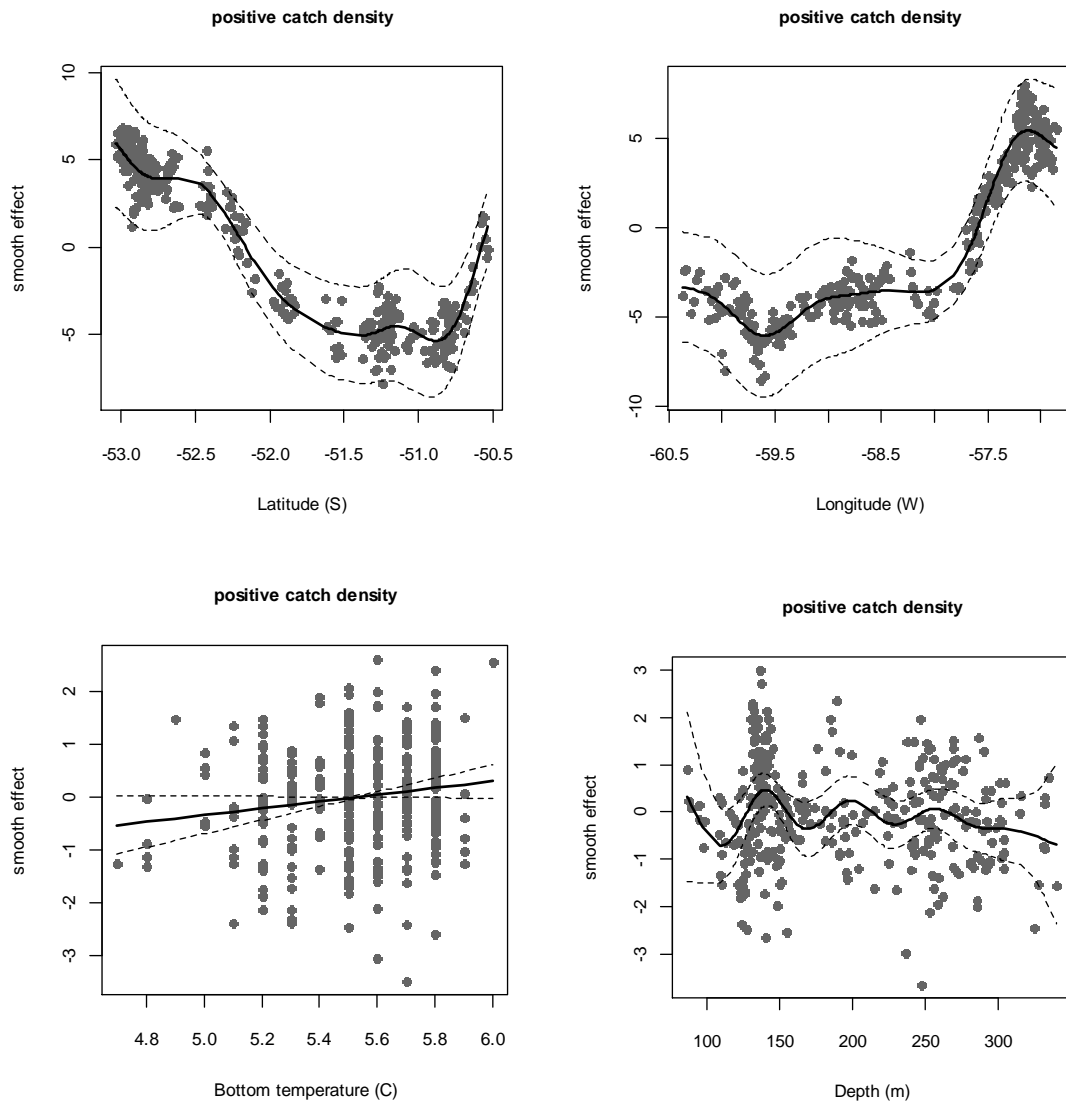 positive catch density
smooth effect
10
5
0
-5
-53.0 -52.5 -52.0 -51.5 -51.0 -50.5
Latitude (S)
positive catch density
smooth effect
5
0
-5
-10
-60.5 -59.5 -58.5 -57.5
Longitude (W)
positive catch density
smooth effect
2
1
0
-1
-2
-3
4.8 5.0 5.2 5.4 5.6 5.8 6.0
Bottom temperature (C)
positive catch density
smooth effect
3
2
1
0
-1
-2
-3
100 150 200 250 300
Depth (m)